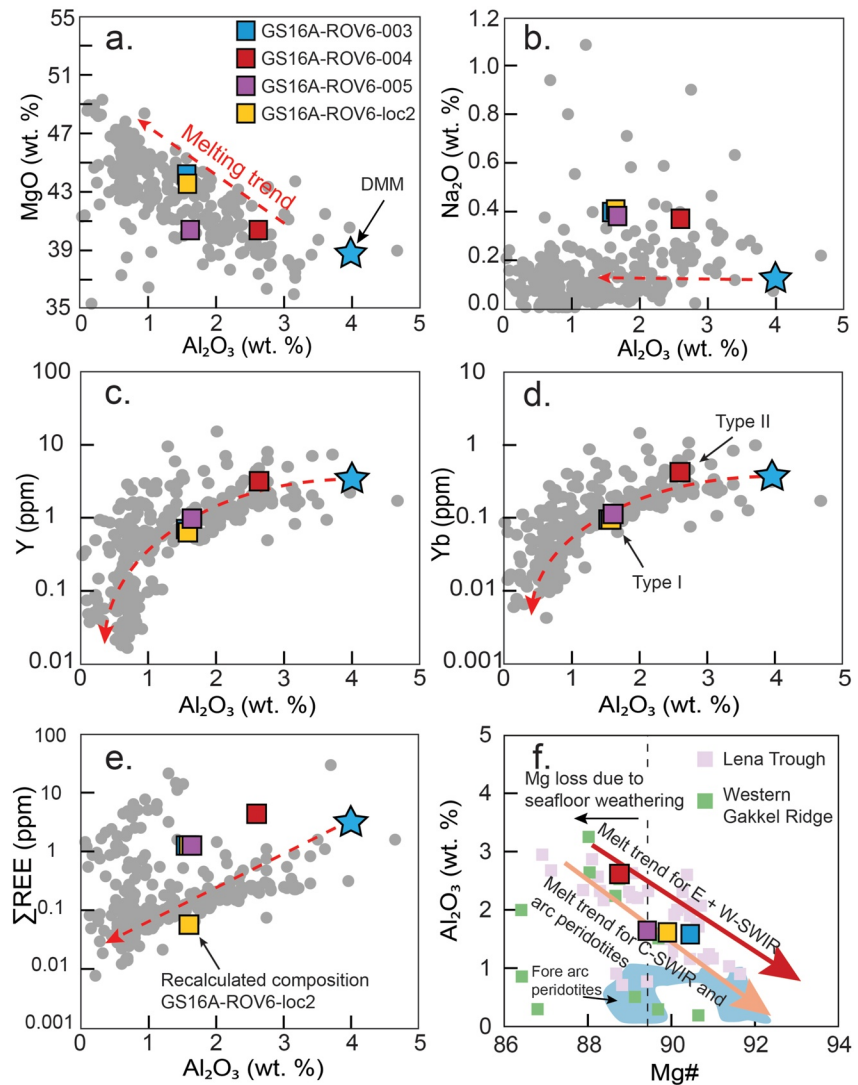 a.
GS16A-ROV6-003
GS16A-ROV6-004
GS16A-ROV6-005
GS16A-ROV6-loc2
Melting trend
DMM
55
51
47
43
39
35
MgO (wt. %)
0 1 2 3 4 5
Al₂O₃ (wt. %)
b.
1.2
1.0
0.8
0.6
0.4
0.2
0.0
Na₂O (wt. %)
0 1 2 3 4 5
Al₂O₃ (wt. %)
c.
100
10
1
0.1
0.01
Y (ppm)
0 1 2 3 4 5
Al₂O₃ (wt. %)
d.
Type II
Type I
10
1
0.1
0.01
0.001
Yb (ppm)
0 1 2 3 4 5
Al₂O₃ (wt. %)
e.
Recalculated composition
GS16A-ROV6-loc2
100
10
1
0.1
0.01
0.001
∑REE (ppm)
0 1 2 3 4 5
Al₂O₃ (wt. %)
f.
Lena Trough
Western
Gakkel Ridge
Mg loss due to
seafloor weathering
Melt trend for E + W-SWIR
Melt trend for C-SWIR and
arc peridotites
Fore arc
peridotites
5
4
3
2
1
0
Al₂O₃ (wt. %)
86 88 90 92 94
Mg#